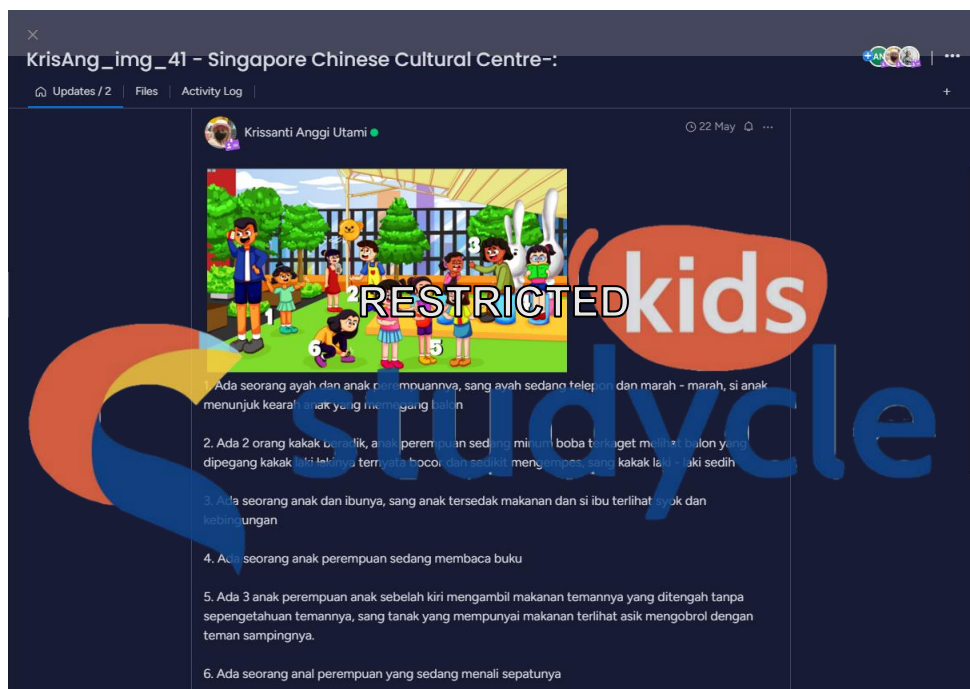 KrisAng_img_41 - Singapore Chinese Cultural Centre-:
Updates / 2
Files
Activity Log
+
Krissanti Anggi Utami
22 May
1
2
3
5
6
RESTRICTED
kids
studycle
1. Ada seorang ayah dan anak perempuannya, sang ayah sedang telepon dan marah - marah, si anak
menunjuk kearah anak yang memegang balon
2. Ada 2 orang kakak beradik, anak perempuan sedang minum boba terkaget melihat balon yang
dipegang kakak laki lakinya ternyata bocor dan sedikit mengempes, sang kakak laki - laki sedih
3. Ada seorang anak dan ibunya, sang anak tersedak makanan dan si ibu terlihat syok dan
kebingungan
4. Ada seorang anak perempuan sedang membaca buku
5. Ada 3 anak perempuan anak sebelah kiri mengambil makanan temannya yang ditengah tanpa
sepengetahuan temannya, sang tanak yang mempunyai makanan terlihat asik mengobrol dengan
teman sampingnya.
6. Ada seorang anal perempuan yang sedang menali sepatunya